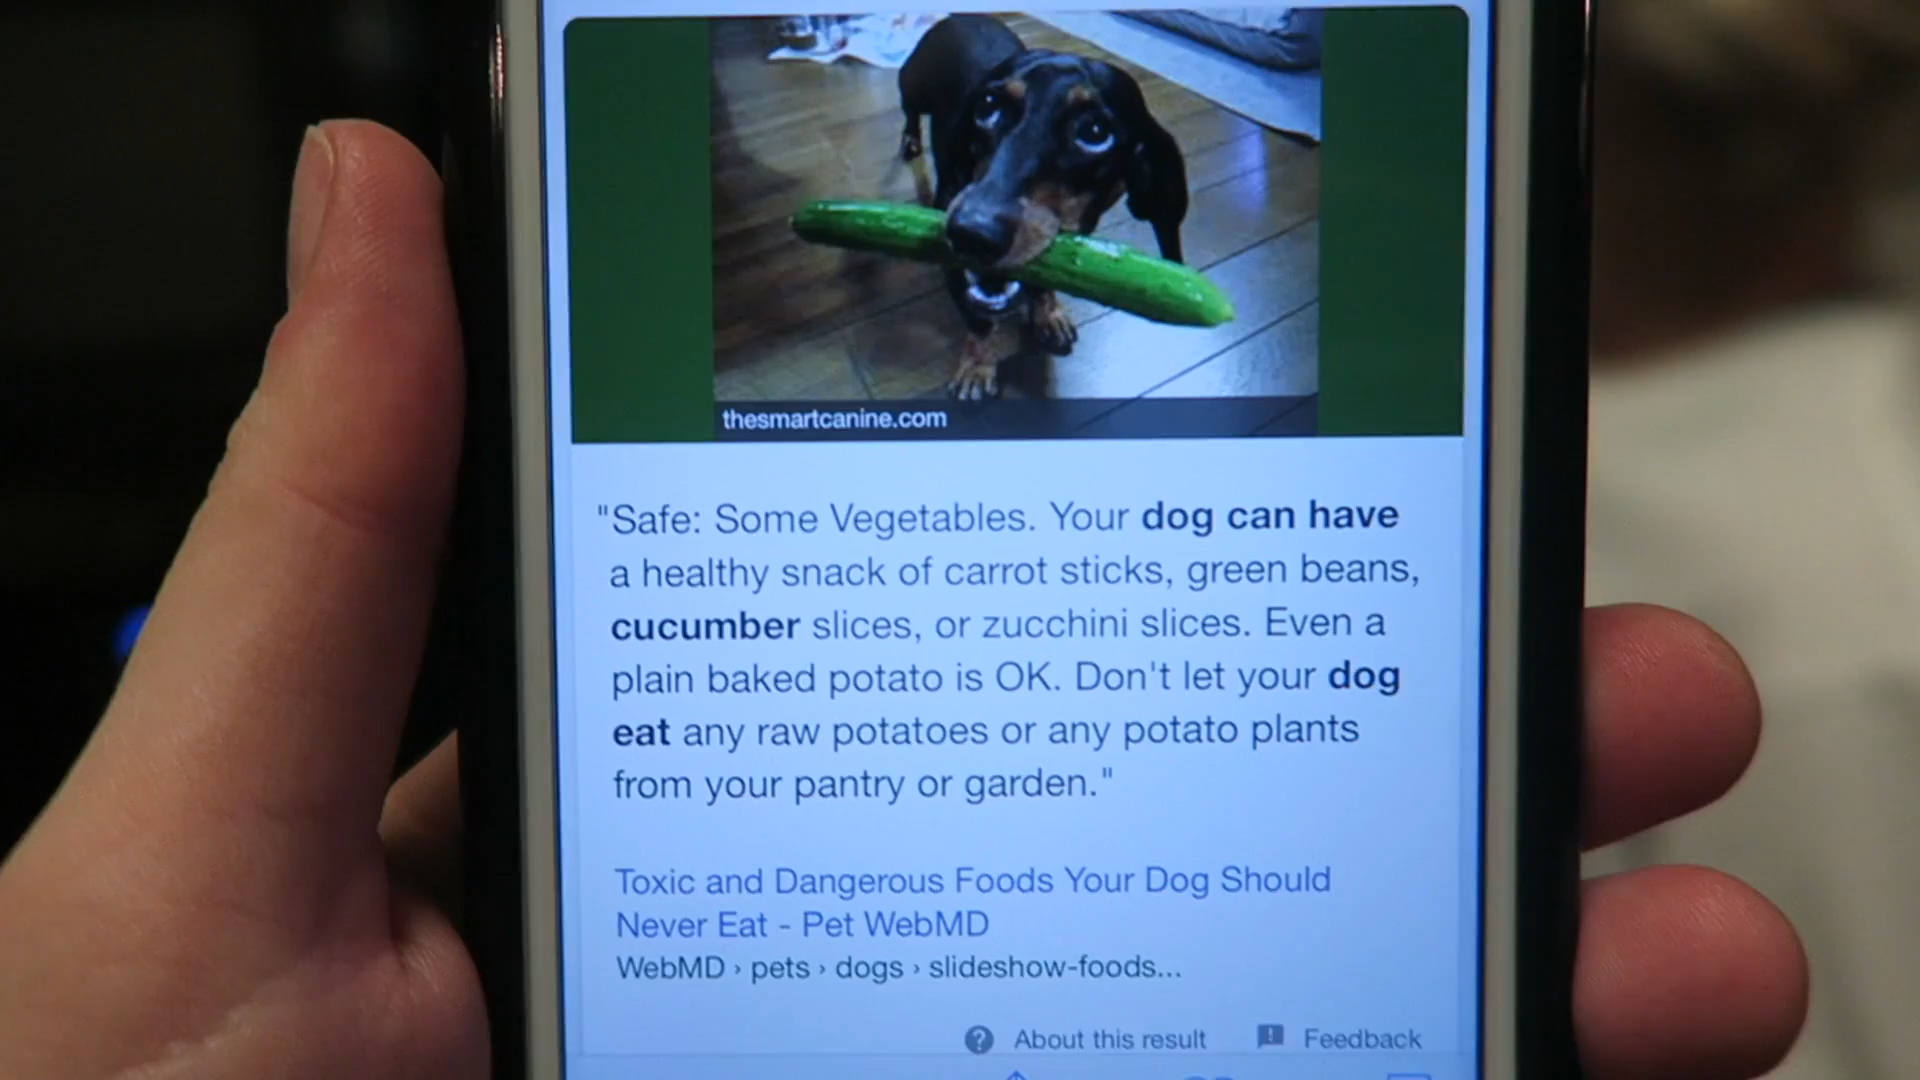 thesmartcanine.com
"Safe: Some Vegetables. Your dog can have
a healthy snack of carrot sticks, green beans,
cucumber slices, or zucchini slices. Even a
plain baked potato is OK. Don't let your dog
eat any raw potatoes or any potato plants
from your pantry or garden."
Toxic and Dangerous Foods Your Dog Should
Never Eat - Pet WebMD
WebMD › pets › dogs › slideshow-foods...
About this result Feedback